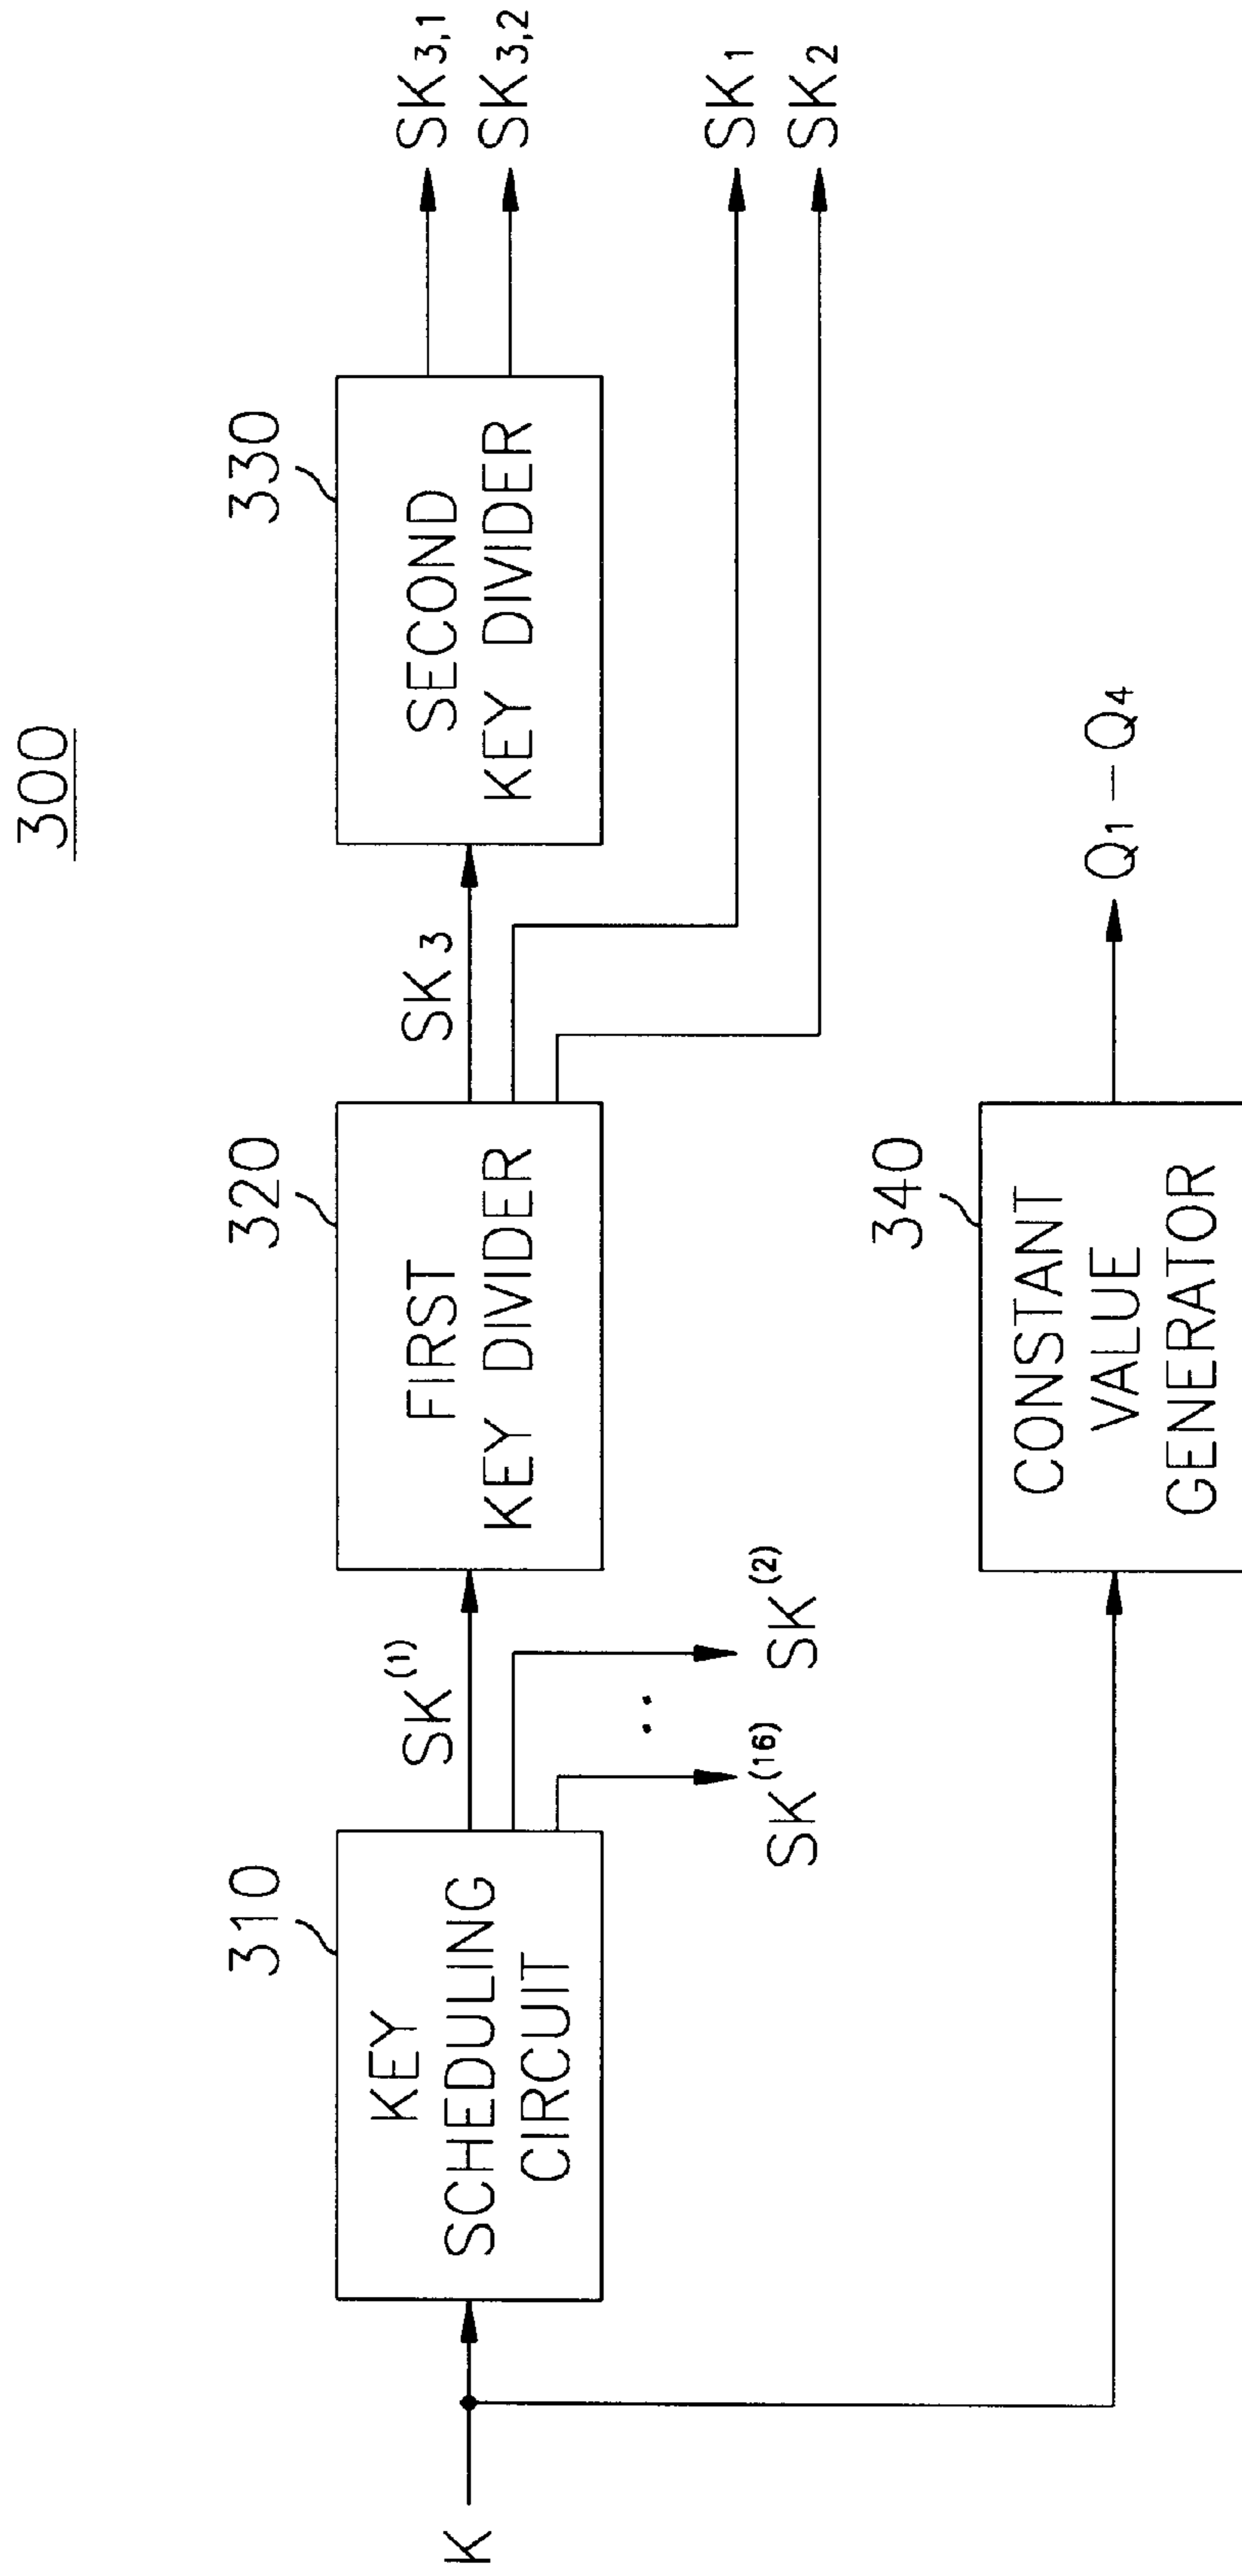 300
310
320
330
K
KEY
SCHEDULING
CIRCUIT
SK(1)
FIRST
KEY DIVIDER
SK3
SECOND
KEY DIVIDER
SK3,1
SK3,2
SK(16)
SK(2)
SK1
SK2
340
CONSTANT
VALUE
GENERATOR
Q1 – Q4